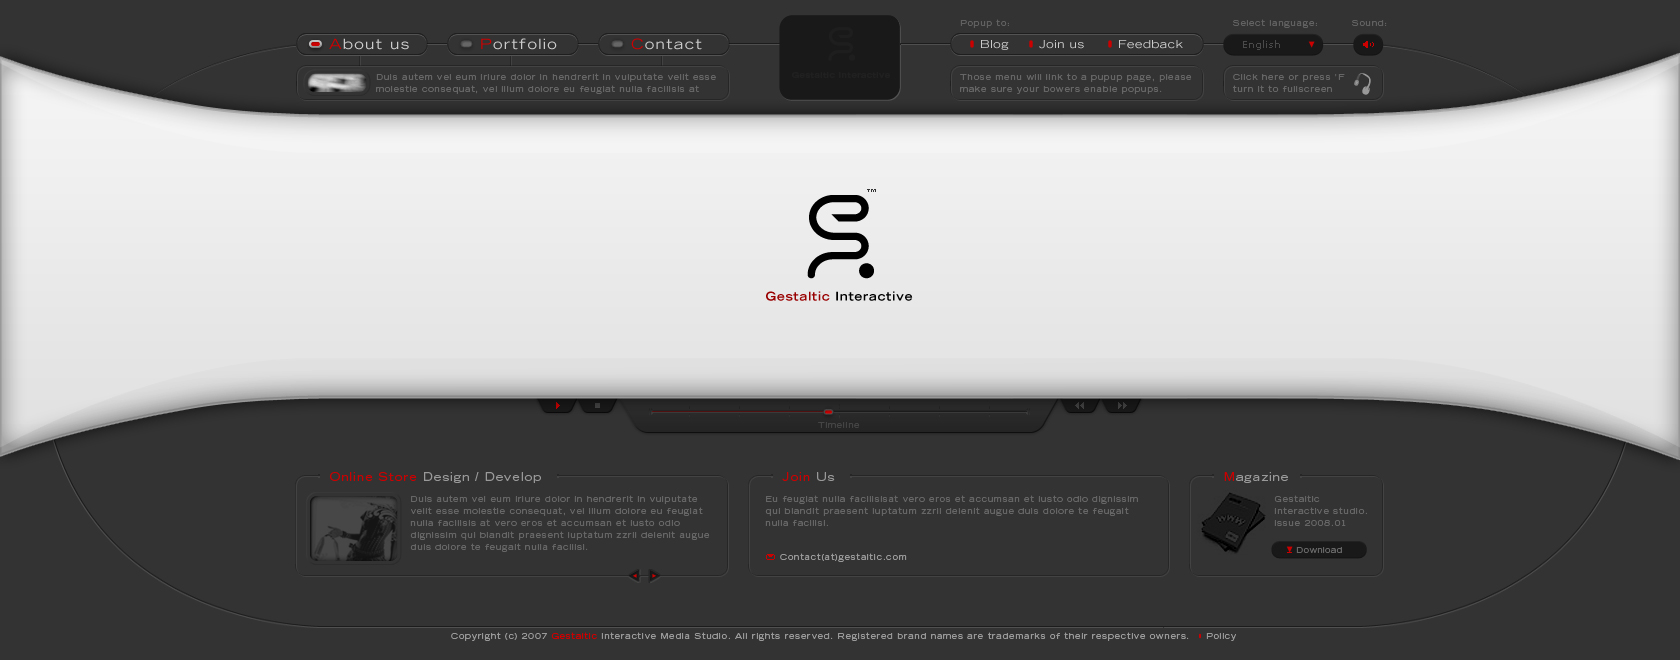 Popup to:
Select language:
Sound:
About us
Portfolio
Contact
Blog
Join us
Feedback
English
Duis autem vel eum iriure dolor in hendrerit in vulputate velit esse
molestie consequat, vel illum dolore eu feugiat nulla facilisis at
Gestaltic Interactive
Those menu will link to a pupup page, please
make sure your bowers enable popups.
Click here or press 'F
turn it to fullscreen
TM
Gestaltic Interactive
Timeline
Online Store Design / Develop
Duis autem vel eum iriure dolor in hendrerit in vulputate
velit esse molestie consequat, vel illum dolore eu feugiat
nulla facilisis at vero eros et accumsan et iusto odio
dignissim qui blandit praesent luptatum zzril delenit augue
duis dolore te feugait nulla facilisi.
Join Us
Eu feugiat nulla facilisisat vero eros et accumsan et iusto odio dignissim
qui blandit praesent luptatum zzril delenit augue duis dolore te feugait
nulla facilisi.
Contact(at)gestaltic.com
Magazine
Gestaltic
Interactive studio.
Issue 2008.01
WWW
Download
Copyright (c) 2007 Gestaltic Interactive Media Studio. All rights reserved. Registered brand names are trademarks of their respective owners. Policy